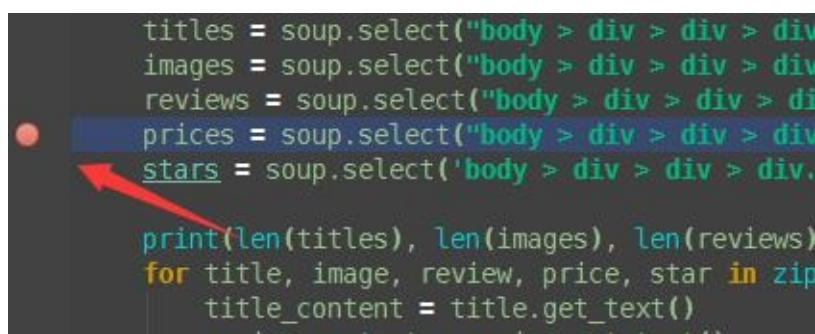 titles = soup.select("body > div > div > div
images = soup.select("body > div > div > div
reviews = soup.select("body > div > div > di
prices = soup.select("body > div > div > div
stars = soup.select('body > div > div > div.
print(len(titles), len(images), len(reviews)
for title, image, review, price, star in zip
title_content = title.get_text()